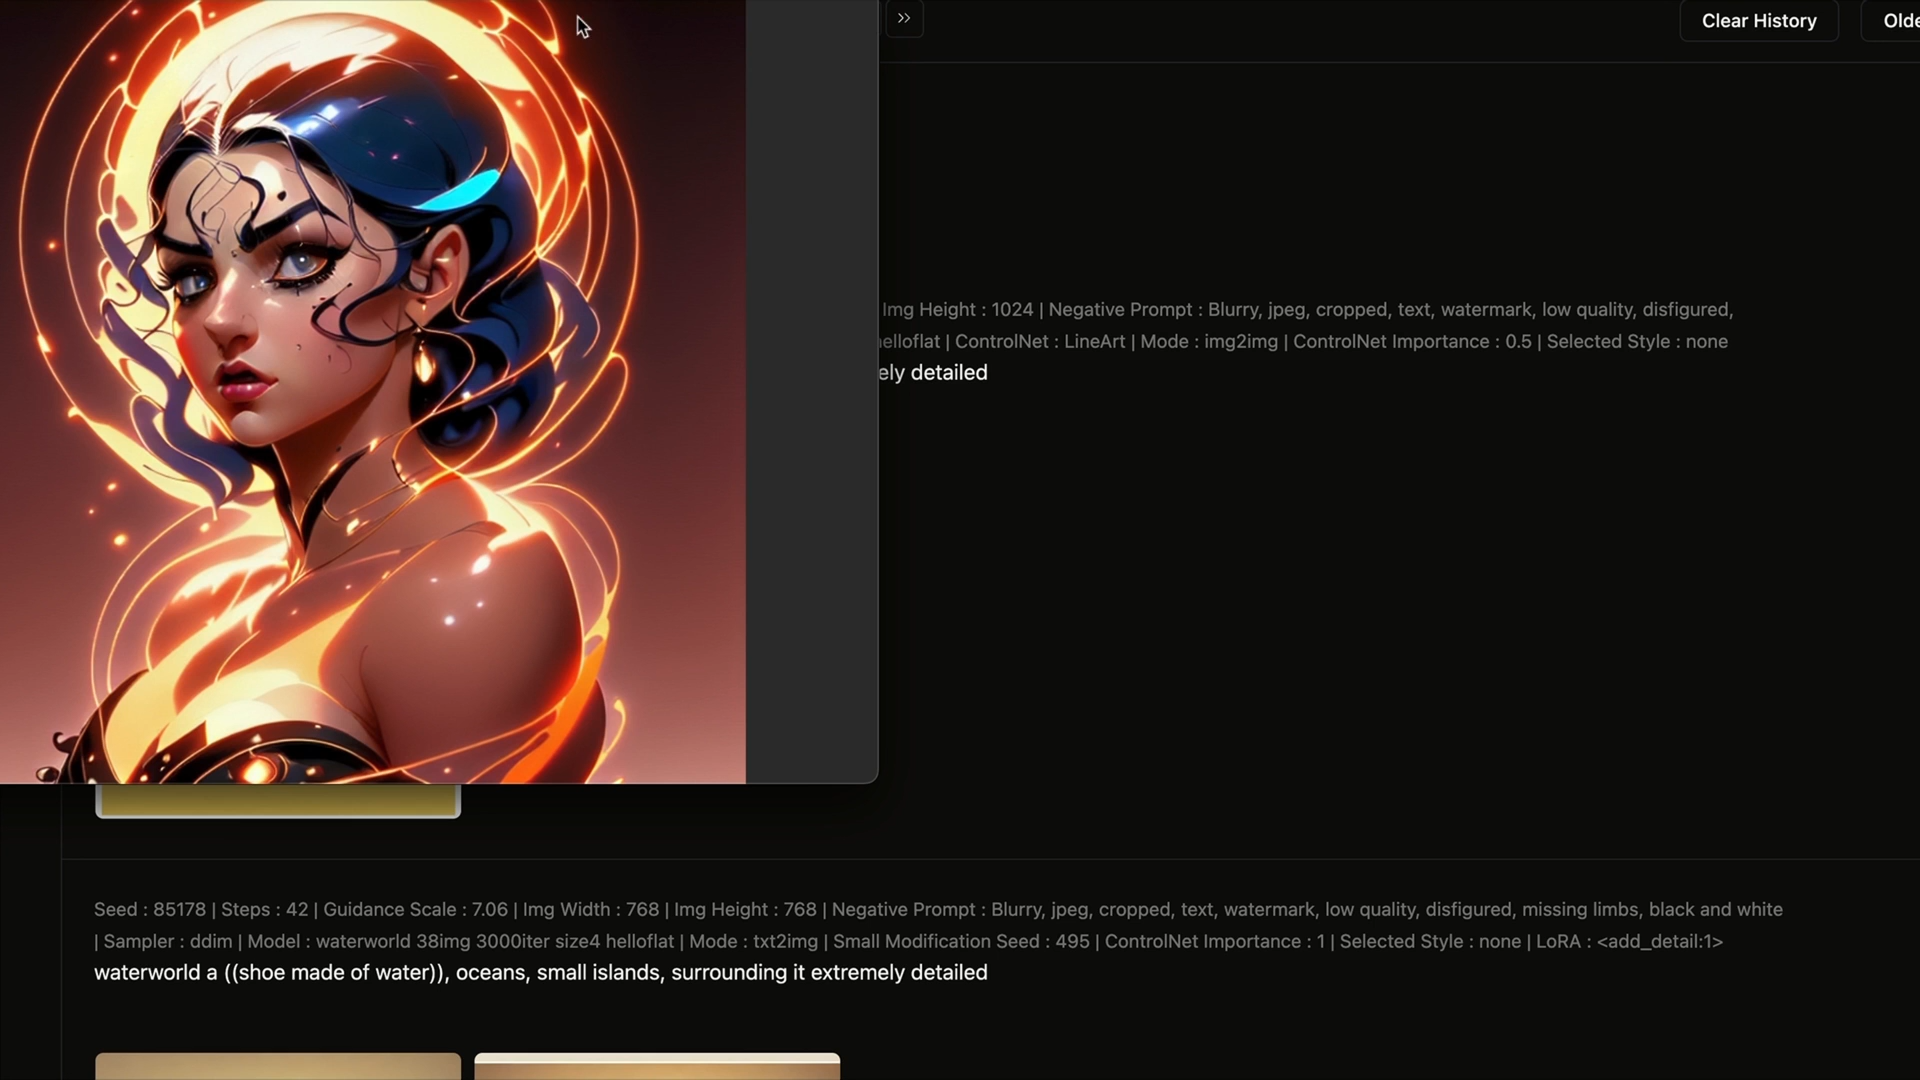 »
Clear History
Olde
Img Height : 1024 | Negative Prompt : Blurry, jpeg, cropped, text, watermark, low quality, disfigured,
elloflat | ControlNet : LineArt | Mode : img2img | ControlNet Importance : 0.5 | Selected Style : none
ely detailed
Seed : 85178 | Steps : 42 | Guidance Scale : 7.06 | Img Width : 768 | Img Height : 768 | Negative Prompt : Blurry, jpeg, cropped, text, watermark, low quality, disfigured, missing limbs, black and white
| Sampler : ddim | Model : waterworld 38img 3000iter size4 helloflat | Mode : txt2img | Small Modification Seed : 495 | ControlNet Importance : 1 | Selected Style : none | LoRA : <add_detail:1>
waterworld a ((shoe made of water)), oceans, small islands, surrounding it extremely detailed